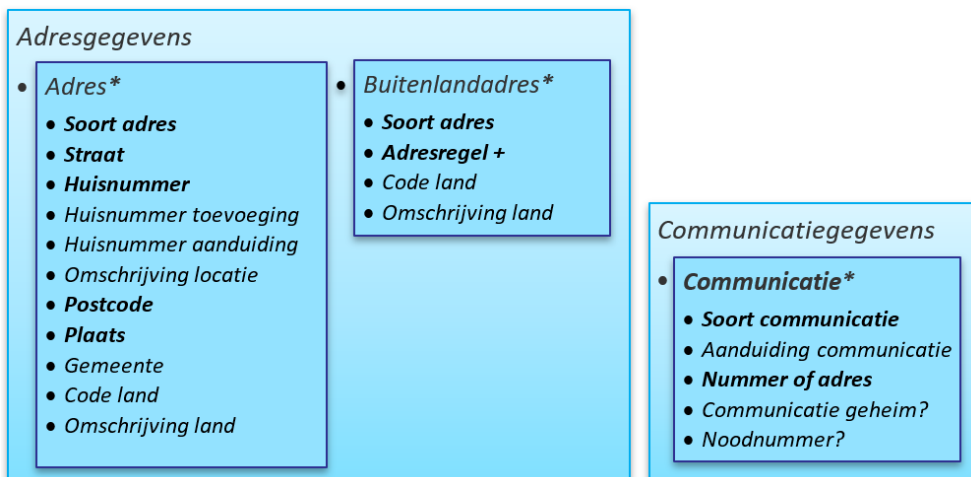 Adresgegevens
• Adres*
• Soort adres
• Straat
• Huisnummer
• Huisnummer toevoeging
• Huisnummer aanduiding
• Omschrijving locatie
• Postcode
• Plaats
• Gemeente
• Code land
• Omschrijving land
• Buitenlandadres*
• Soort adres
• Adresregel +
• Code land
• Omschrijving land
Communicatiegegevens
• Communicatie*
• Soort communicatie
• Aanduiding communicatie
• Nummer of adres
• Communicatie geheim?
• Noodnummer?